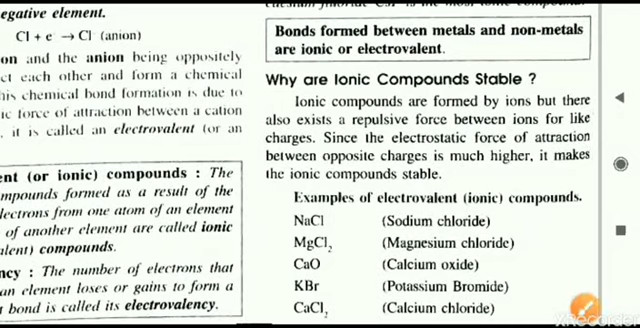 egative element.
Cl + e → Cl (anion)
on and the anion being oppositely
ct each other and form a chemical
his chemical bond formation is due to
ic force of attraction between a cation
, it is called an electrovalent (or an
ent (or ionic) compounds : The
mpounds formed as a result of the
lectrons from one atom of an element
of another element are called ionic
alent) compounds.
ncy : The number of electrons that
an element loses or gains to form a
t bond is called its electrovalency.
Bonds formed between metals and non-metals
are ionic or electrovalent.
Why are Ionic Compounds Stable ?
Ionic compounds are formed by ions but there
also exists a repulsive force between ions for like
charges. Since the electrostatic force of attraction
between opposite charges is much higher, it makes
the ionic compounds stable.
Examples of electrovalent (ionic) compounds.
NaCl (Sodium chloride)
MgCl₂ (Magnesium chloride)
CaO (Calcium oxide)
KBr (Potassium Bromide)
CaCl₂ (Calcium chloride)